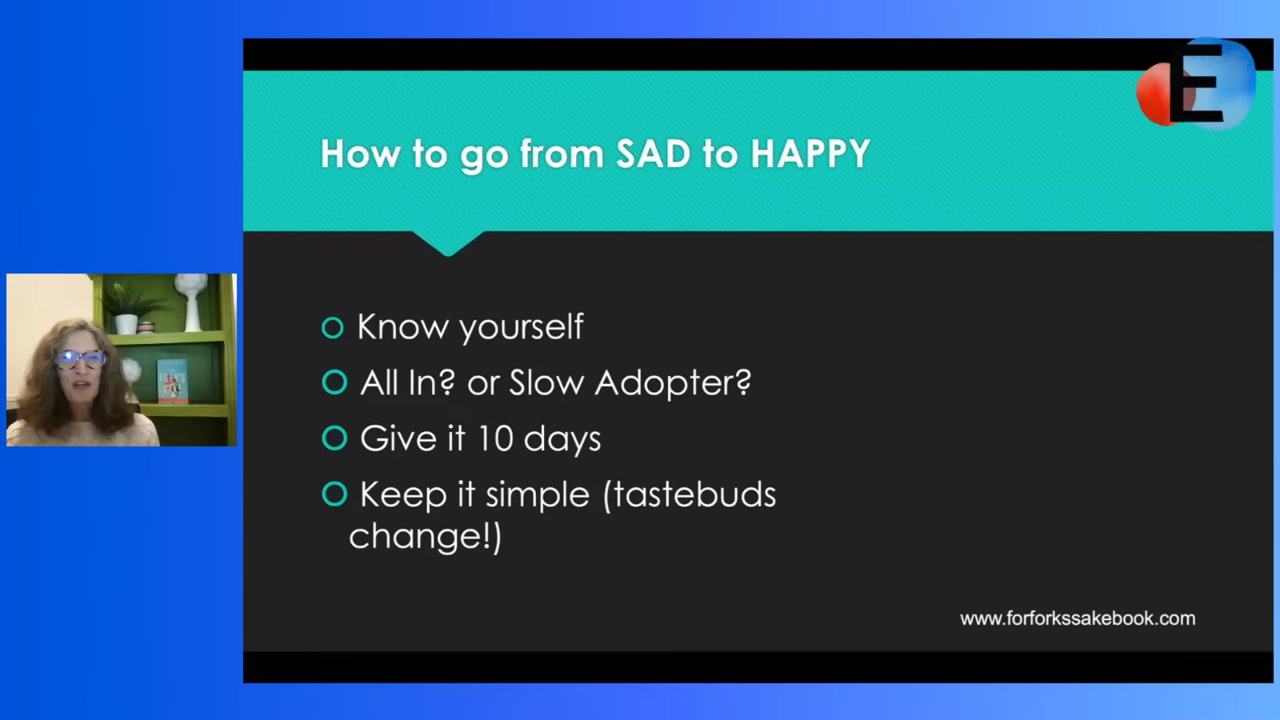 E
How to go from SAD to HAPPY
Know yourself
All In? or Slow Adopter?
Give it 10 days
Keep it simple (tastebuds
change!)
www.forforkssakebook.com